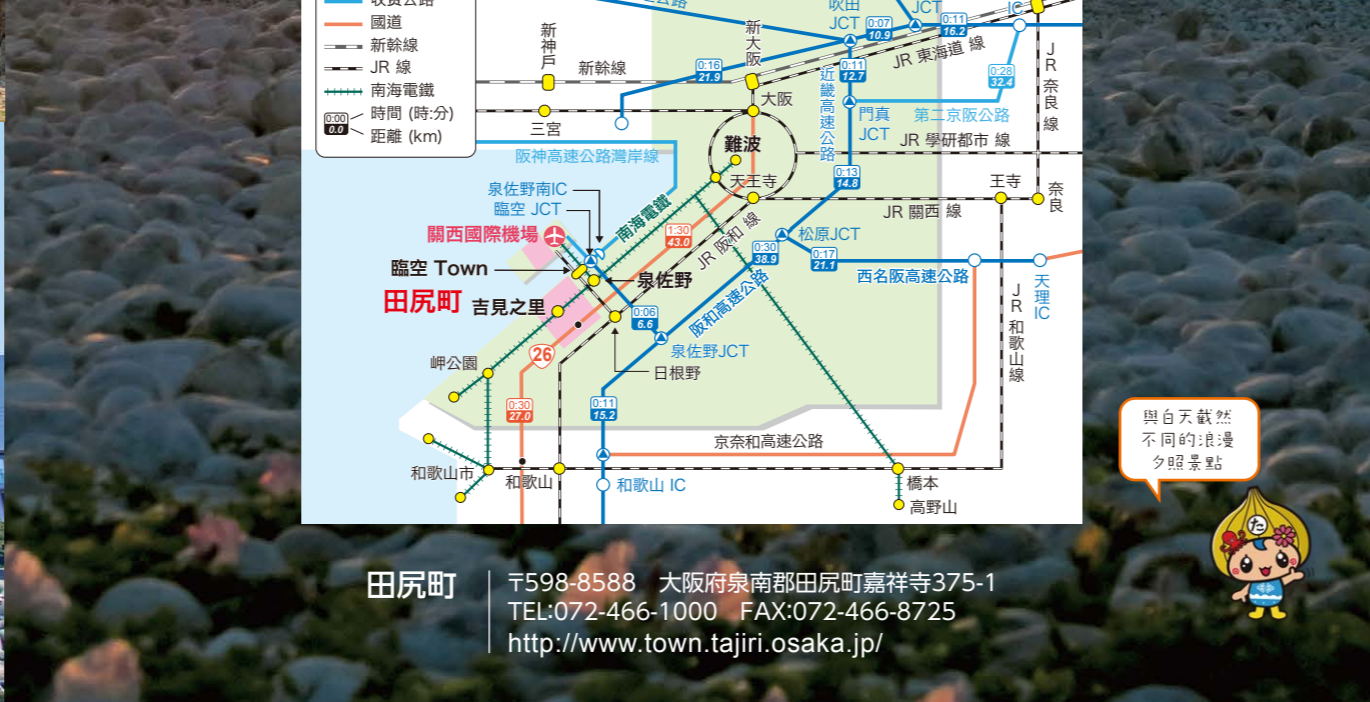 收費公路
國道
新幹線
JR 線
南海電鐵
0:00
0.0
時間 (時:分)
距離 (km)
吹田
JCT
JCT
IC
0:07
10.9
0:11
16.2
新神戶
新幹線
新大阪
0:16
21.9
0:11
12.7
JR 東海道 線
0:28
32.4
JR 奈良 線
三宮
大阪
近畿高速公路
門真
JCT
第二京阪公路
難波
JR 學研都市 線
阪神高速公路灣岸線
天王寺
0:13
14.8
王寺
奈良
泉佐野南IC
臨空 JCT
JR 關西 線
南海電鐵
關西國際機場
1:30
43.0
JR 阪和 線
松原JCT
0:30
38.9
0:17
21.1
臨空 Town
泉佐野
西名阪高速公路
天理IC
田尻町
吉見之里
0:06
6.6
阪和高速公路
JR 和歌山線
26
泉佐野JCT
岬公園
日根野
0:30
27.0
0:11
15.2
京奈和高速公路
和歌山市
和歌山
和歌山 IC
橋本
高野山
與白天截然
不同的浪漫
夕照景點
た
田尻町
〒598-8588 大阪府泉南郡田尻町嘉祥寺375-1
TEL:072-466-1000 FAX:072-466-8725
http://www.town.tajiri.osaka.jp/